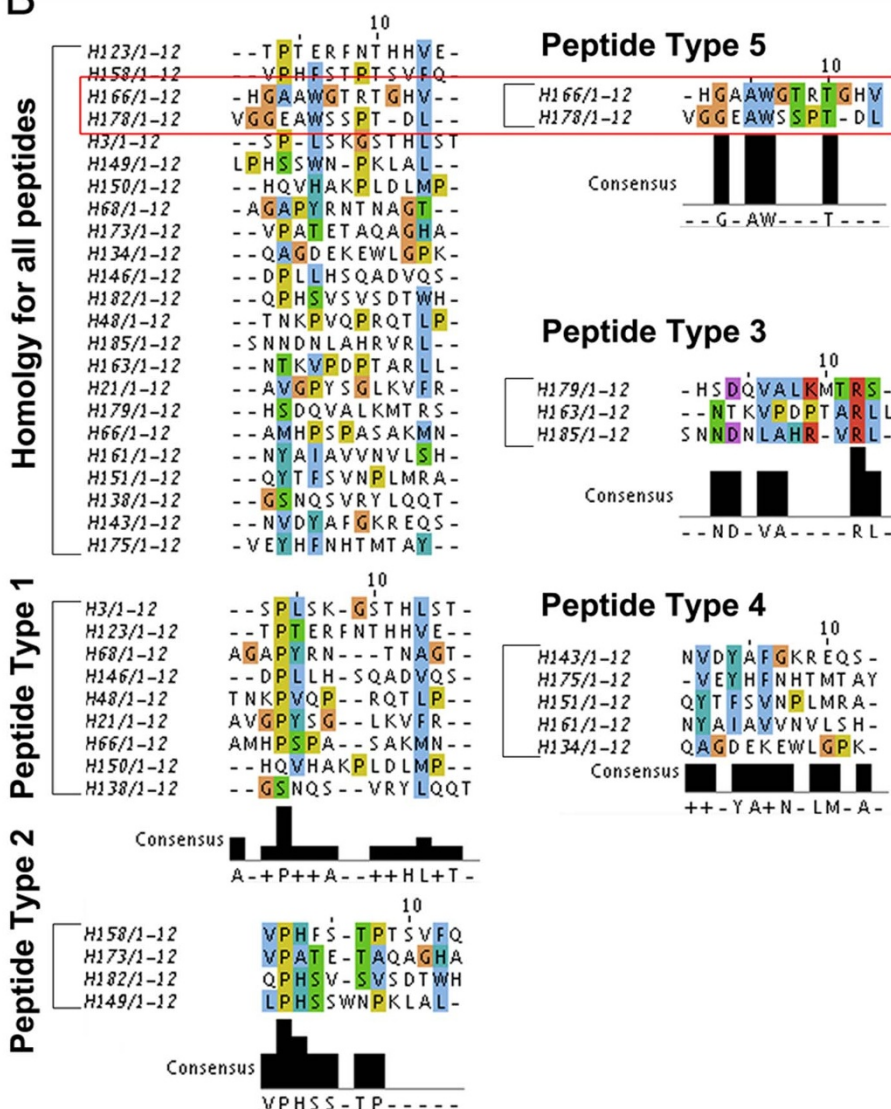 10
H123/1-12 --TPTERFNTHHVE-
H158/1-12 --VPHFSTPTSVFQ-
H166/1-12 -HGAAWGTRTGHV--
H178/1-12 VGGEAWSSPT-DL--
H3/1-12 --SP-LSKGSTHLST
H149/1-12 LPHSSWN-PKLAL--
H150/1-12 --HQVHAKPLDLMP-
H68/1-12 -AGAPYRNTNAGT--
H173/1-12 --VPATETAQAGHA-
H134/1-12 --QAGDEKEWLGPK-
H146/1-12 --DPLLHSQADVQS-
H182/1-12 --QPHSVSVSDTWH-
H48/1-12 --TNKPVQPRQTLP-
H185/1-12 -SNNDNLAHRVRL--
H163/1-12 --NTKVPDPTARLL-
H21/1-12 --AVGPYSGLKVFR-
H179/1-12 --HSDQVALKMTRS-
H66/1-12 --AMHPSPASAKMN-
H161/1-12 --NYAIAVVNVLSH-
H151/1-12 --QYTFSVNPLMRA-
H138/1-12 --GSNQSVRYLQQT-
H143/1-12 --NVDYAFGKREQS-
H175/1-12 -VEYHFNHTMTAY--
Homolgy for all peptides
Peptide Type 5
10
H166/1-12 -HGAAWGTRTGHV
H178/1-12 VGGEAWSSPT-DL
Consensus
--G-AW---T---
Peptide Type 3
10
H179/1-12 -HSDQVALKMTRS-
H163/1-12 --NTKVPDPTARLL
H185/1-12 SNNDNLAHR-VRL-
Consensus
---ND-VA----RL-
Peptide Type 1
10
H3/1-12 --SPLSK-GSTHLST-
H123/1-12 --TPTERFNTHHVE--
H68/1-12 AGAPYRN---TNAGT-
H146/1-12 --DPLLH-SQADVQS-
H48/1-12 TNKPVQP--RQTLP-
H21/1-12 AVGPYSG--LKVFR-
H66/1-12 AMHPSPA--SAKMN-
H150/1-12 --HQVHAKPLDLMP-
H138/1-12 --GSNQS--VRYLQQT
Consensus
A-+P++A--++HL+T-
Peptide Type 4
10
H143/1-12 NVDYAFGKREQS-
H175/1-12 -VEYHFNHTMTAY
H151/1-12 QYTFSVNPLMRA-
H161/1-12 NYAIAVVNVLSH-
H134/1-12 QAGDEKEWLGPK-
Consensus
++-YA+N-LM-A-
Peptide Type 2
10
H158/1-12 VPHFS-TPTSVFQ
H173/1-12 VPATE-TAQAGHA
H182/1-12 QPHSV-SVSDTWH
H149/1-12 LPHSSWNPKLAL-
Consensus
VPHSS-TP-----